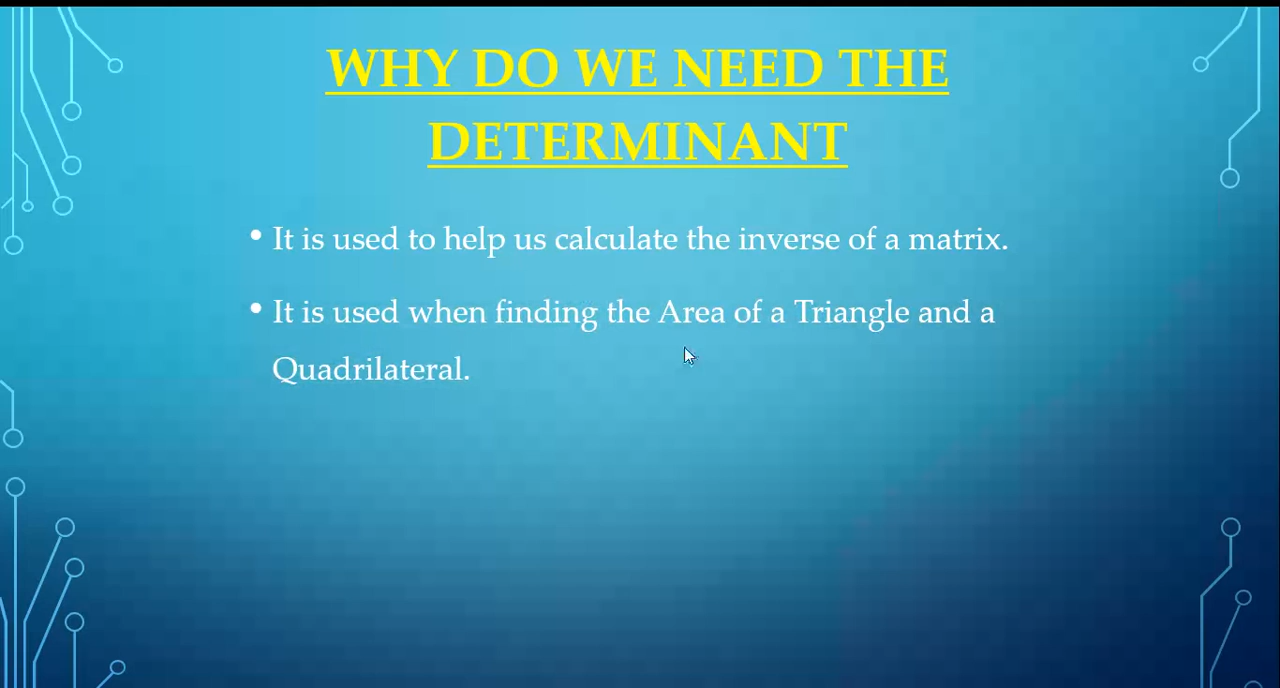 WHY DO WE NEED THE
DETERMINANT
• It is used to help us calculate the inverse of a matrix.
• It is used when finding the Area of a Triangle and a
Quadrilateral.